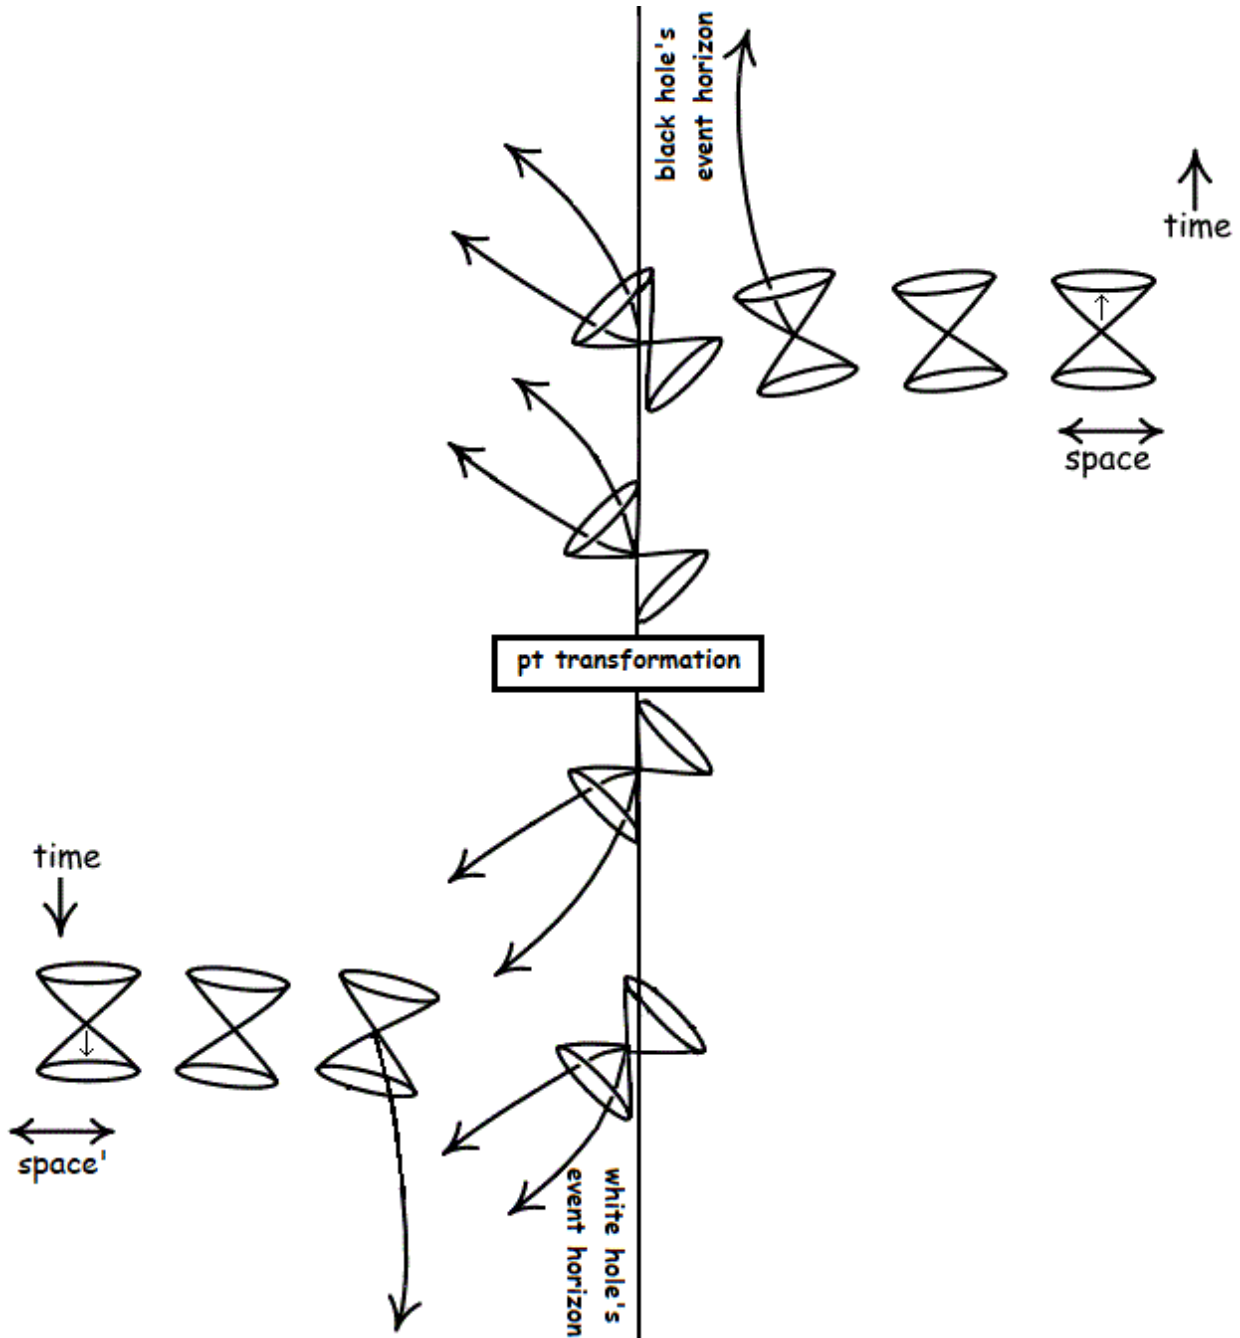 black hole's
event horizon
time
space
pt transformation
time
space'
white hole's
event horizon